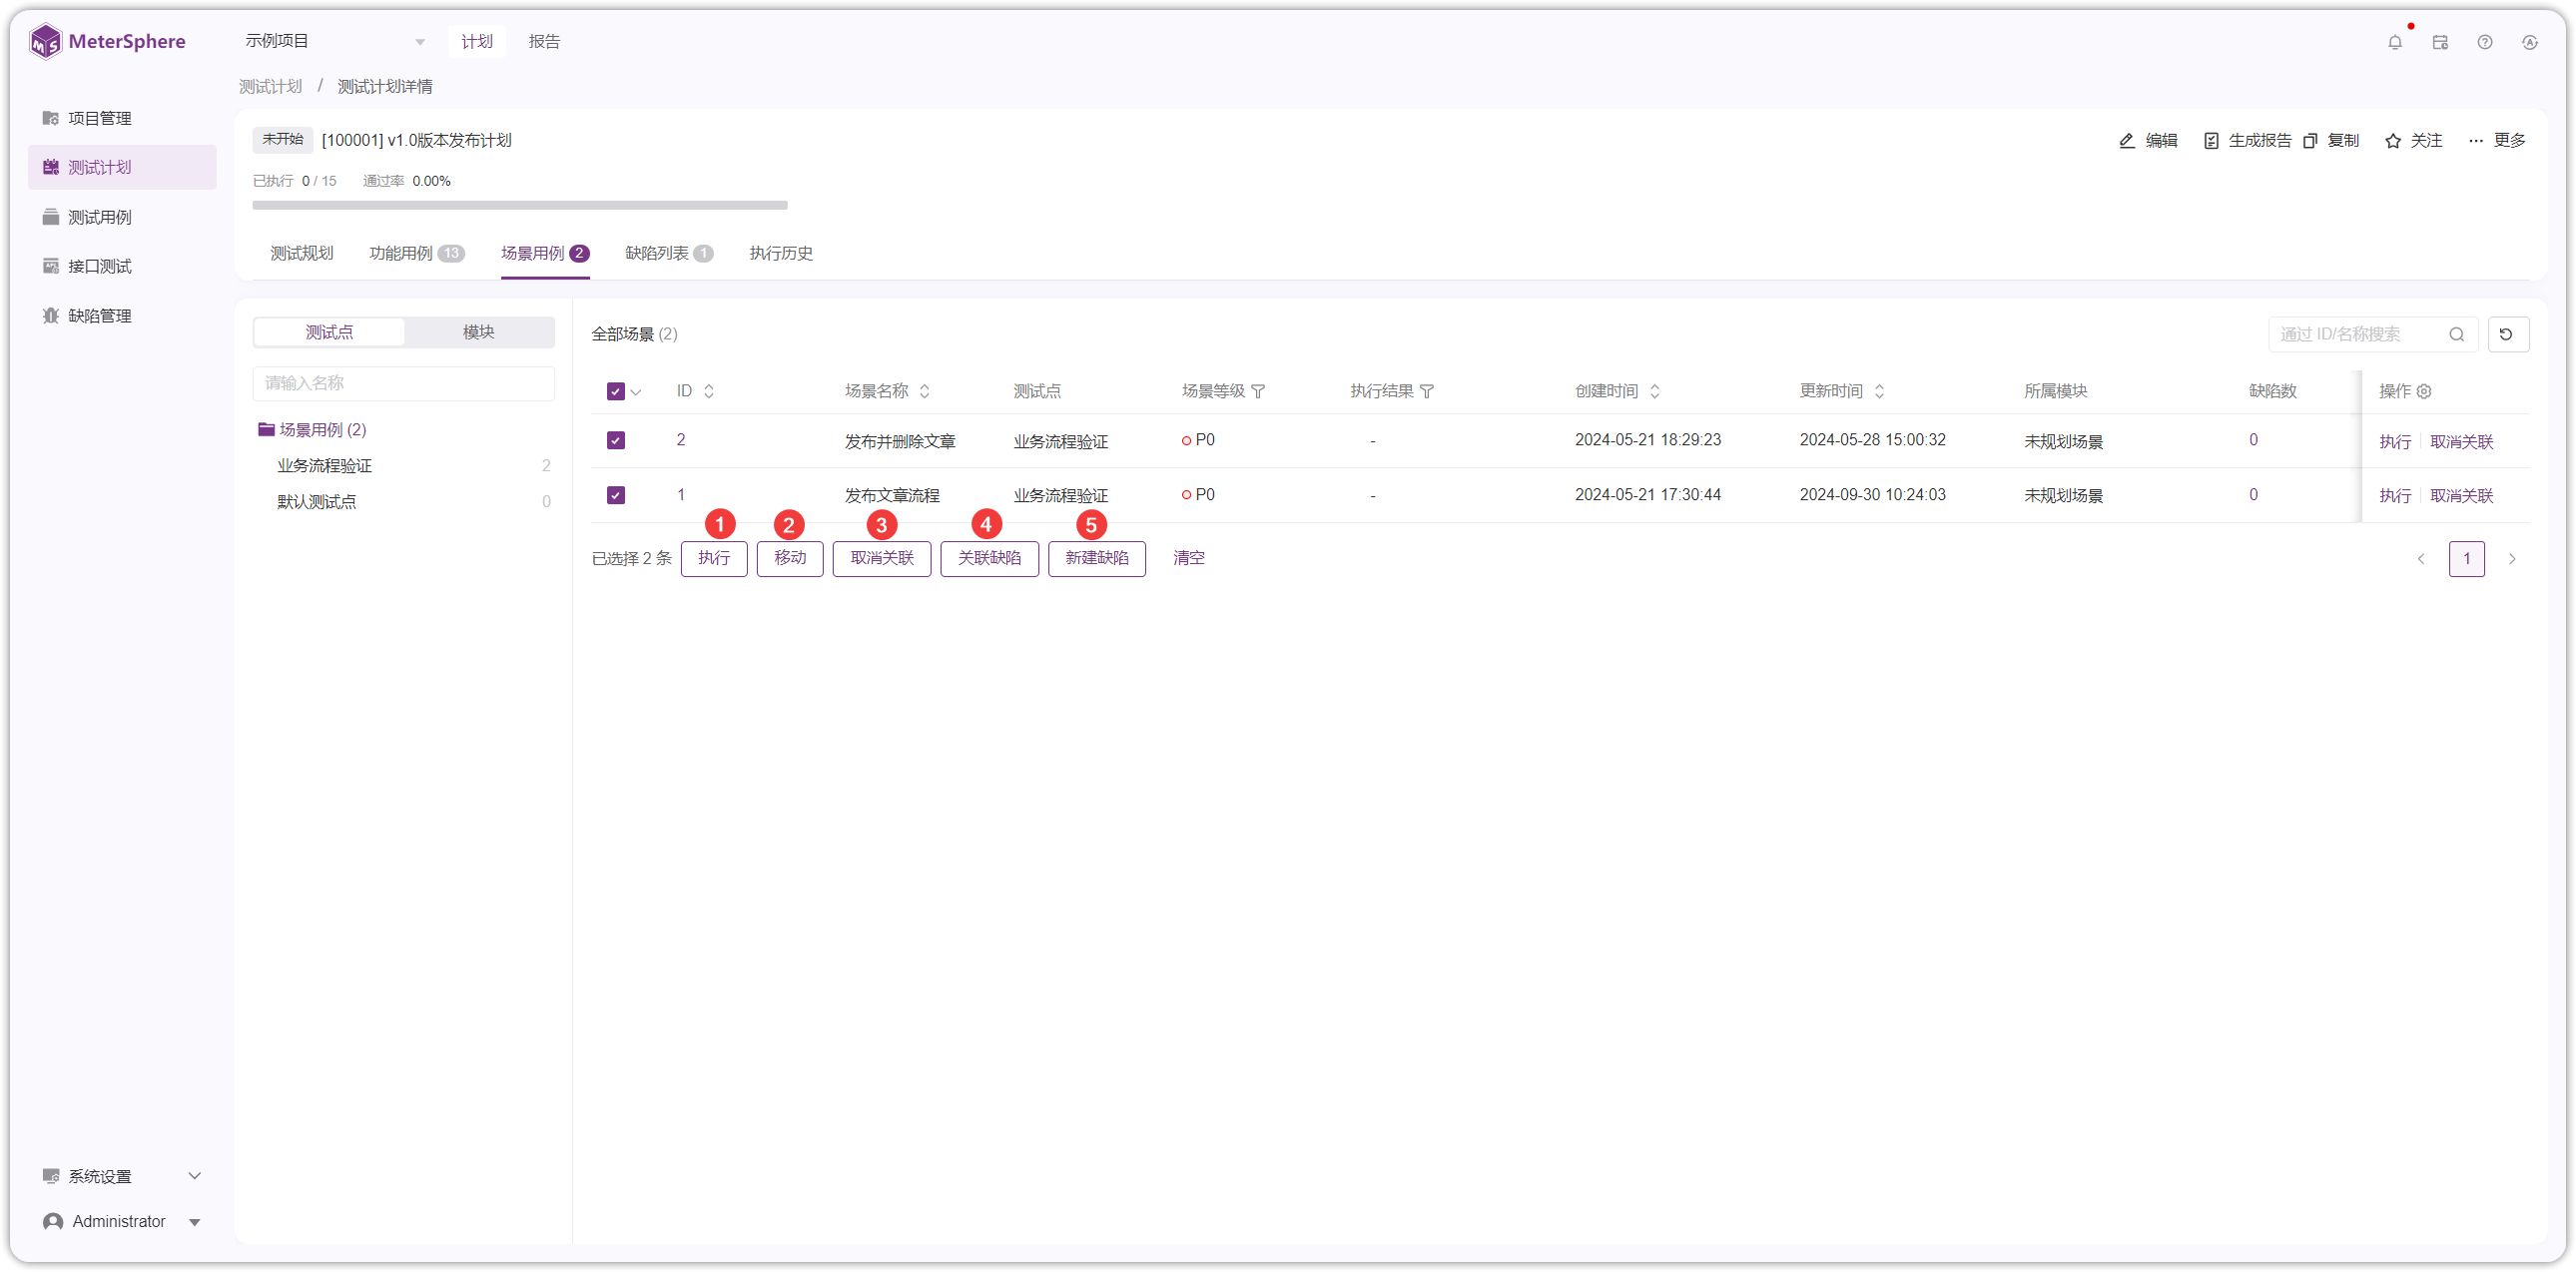 MeterSphere 示例项目 计划 报告
测试计划 / 测试计划详情
项目管理
测试计划
测试用例
接口测试
缺陷管理
未开始 [100001] v1.0版本发布计划 编辑 生成报告 复制 关注 更多
已执行 0 / 15 通过率 0.00%
测试规划 功能用例 13 场景用例 2 缺陷列表 1 执行历史
测试点 模块
请输入名称
场景用例 (2)
业务流程验证 2
默认测试点 0
全部场景 (2) 通过 ID/名称搜索
ID 场景名称 测试点 场景等级 执行结果 创建时间 更新时间 所属模块 缺陷数 操作
2 发布并删除文章 业务流程验证 P0 - 2024-05-21 18:29:23 2024-05-28 15:00:32 未规划场景 0 执行 取消关联
1 发布文章流程 业务流程验证 P0 - 2024-05-21 17:30:44 2024-09-30 10:24:03 未规划场景 0 执行 取消关联
1 2 3 4 5
已选择 2 条 执行 移动 取消关联 关联缺陷 新建缺陷 清空 1
系统设置
Administrator